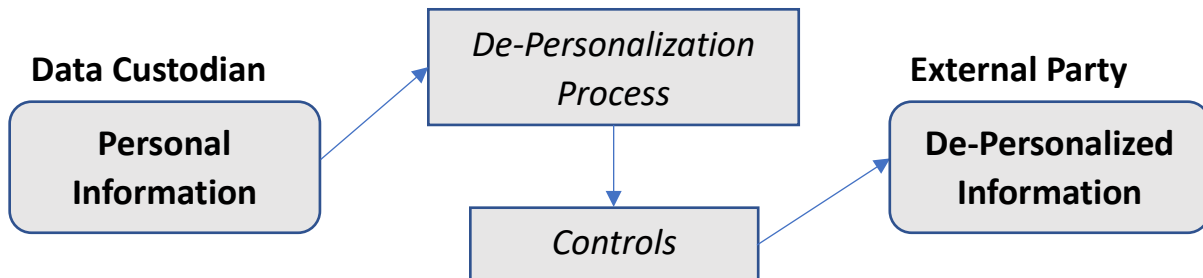 Data Custodian
Personal
Information
De-Personalization
Process
Controls
External Party
De-Personalized
Information